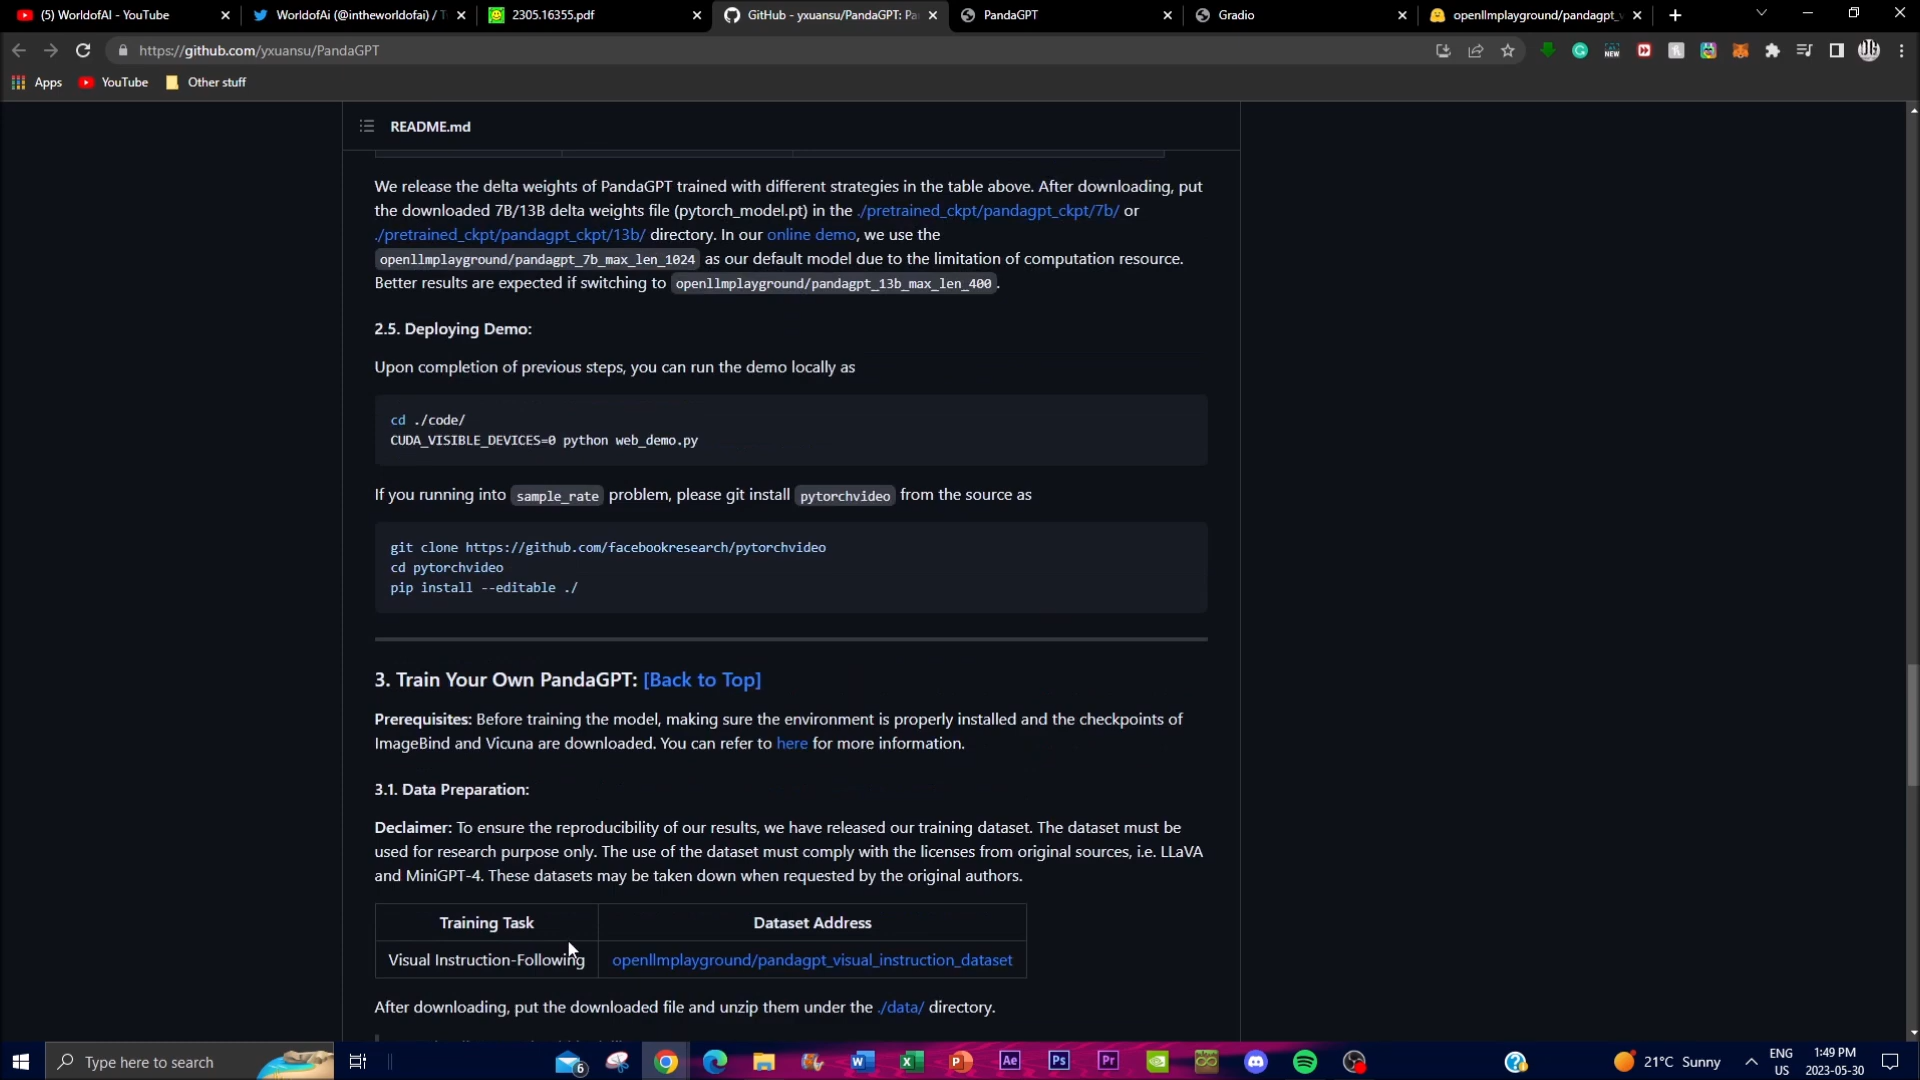 (5) WorldofAI - YouTube
WorldofAi (@intheworldofai) / T
2305.16355.pdf
GitHub - yxuansu/PandaGPT: Pa
PandaGPT
Gradio
openllmplayground/pandagpt_v
https://github.com/yxuansu/PandaGPT
Apps YouTube Other stuff
README.md
We release the delta weights of PandaGPT trained with different strategies in the table above. After downloading, put
the downloaded 7B/13B delta weights file (pytorch_model.pt) in the ./pretrained_ckpt/pandagpt_ckpt/7b/ or
./pretrained_ckpt/pandagpt_ckpt/13b/ directory. In our online demo, we use the
openllmplayground/pandagpt_7b_max_len_1024 as our default model due to the limitation of computation resource.
Better results are expected if switching to openllmplayground/pandagpt_13b_max_len_400.
2.5. Deploying Demo:
Upon completion of previous steps, you can run the demo locally as
cd ./code/
CUDA_VISIBLE_DEVICES=0 python web_demo.py
If you running into sample_rate problem, please git install pytorchvideo from the source as
git clone https://github.com/facebookresearch/pytorchvideo
cd pytorchvideo
pip install --editable ./
3. Train Your Own PandaGPT: [Back to Top]
Prerequisites: Before training the model, making sure the environment is properly installed and the checkpoints of
ImageBind and Vicuna are downloaded. You can refer to here for more information.
3.1. Data Preparation:
Declaimer: To ensure the reproducibility of our results, we have released our training dataset. The dataset must be
used for research purpose only. The use of the dataset must comply with the licenses from original sources, i.e. LLaVA
and MiniGPT-4. These datasets may be taken down when requested by the original authors.
Training Task Dataset Address
Visual Instruction-Following openllmplayground/pandagpt_visual_instruction_dataset
After downloading, put the downloaded file and unzip them under the ./data/ directory.
Type here to search
6
Ae
Ps
Pr
21°C Sunny
ENG
US
1:49 PM
2023-05-30